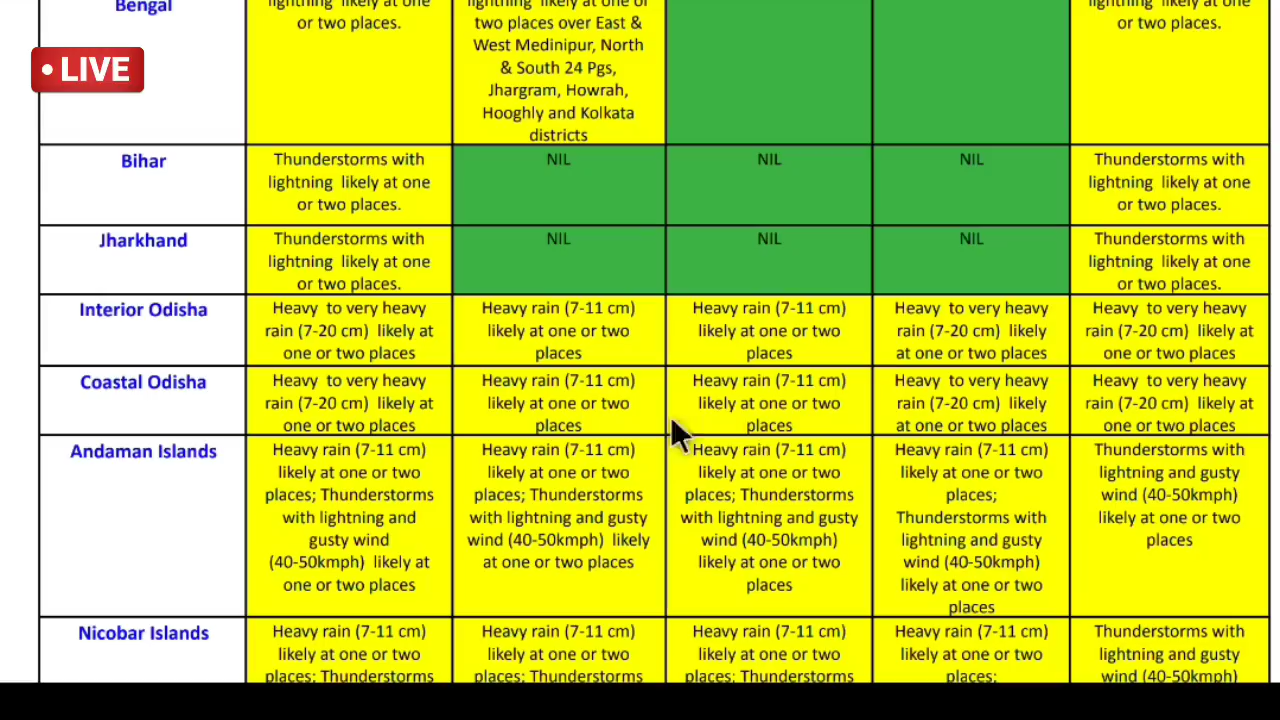 Bengal
lightning likely at one
or two places.
lightning likely at one or
two places over East &
West Medinipur, North
& South 24 Pgs,
Jhargram, Howrah,
Hooghly and Kolkata
districts
lightning likely at one
or two places.
• LIVE
Bihar
Thunderstorms with
lightning likely at one
or two places.
NIL
NIL
NIL
Thunderstorms with
lightning likely at one
or two places.
Jharkhand
Thunderstorms with
lightning likely at one
or two places.
NIL
NIL
NIL
Thunderstorms with
lightning likely at one
or two places.
Interior Odisha
Heavy to very heavy
rain (7-20 cm) likely at
one or two places
Heavy rain (7-11 cm)
likely at one or two
places
Heavy rain (7-11 cm)
likely at one or two
places
Heavy to very heavy
rain (7-20 cm) likely
at one or two places
Heavy to very heavy
rain (7-20 cm) likely at
one or two places
Coastal Odisha
Heavy to very heavy
rain (7-20 cm) likely at
one or two places
Heavy rain (7-11 cm)
likely at one or two
places
Heavy rain (7-11 cm)
likely at one or two
places
Heavy to very heavy
rain (7-20 cm) likely
at one or two places
Heavy to very heavy
rain (7-20 cm) likely at
one or two places
Andaman Islands
Heavy rain (7-11 cm)
likely at one or two
places; Thunderstorms
with lightning and
gusty wind
(40-50kmph) likely at
one or two places
Heavy rain (7-11 cm)
likely at one or two
places; Thunderstorms
with lightning and gusty
wind (40-50kmph) likely
at one or two places
Heavy rain (7-11 cm)
likely at one or two
places; Thunderstorms
with lightning and gusty
wind (40-50kmph)
likely at one or two
places
Heavy rain (7-11 cm)
likely at one or two
places;
Thunderstorms with
lightning and gusty
wind (40-50kmph)
likely at one or two
places
Thunderstorms with
lightning and gusty
wind (40-50kmph)
likely at one or two
places
Nicobar Islands
Heavy rain (7-11 cm)
likely at one or two
places; Thunderstorms
Heavy rain (7-11 cm)
likely at one or two
places; Thunderstorms
Heavy rain (7-11 cm)
likely at one or two
places; Thunderstorms
Heavy rain (7-11 cm)
likely at one or two
places;
Thunderstorms with
lightning and gusty
wind (40-50kmph)